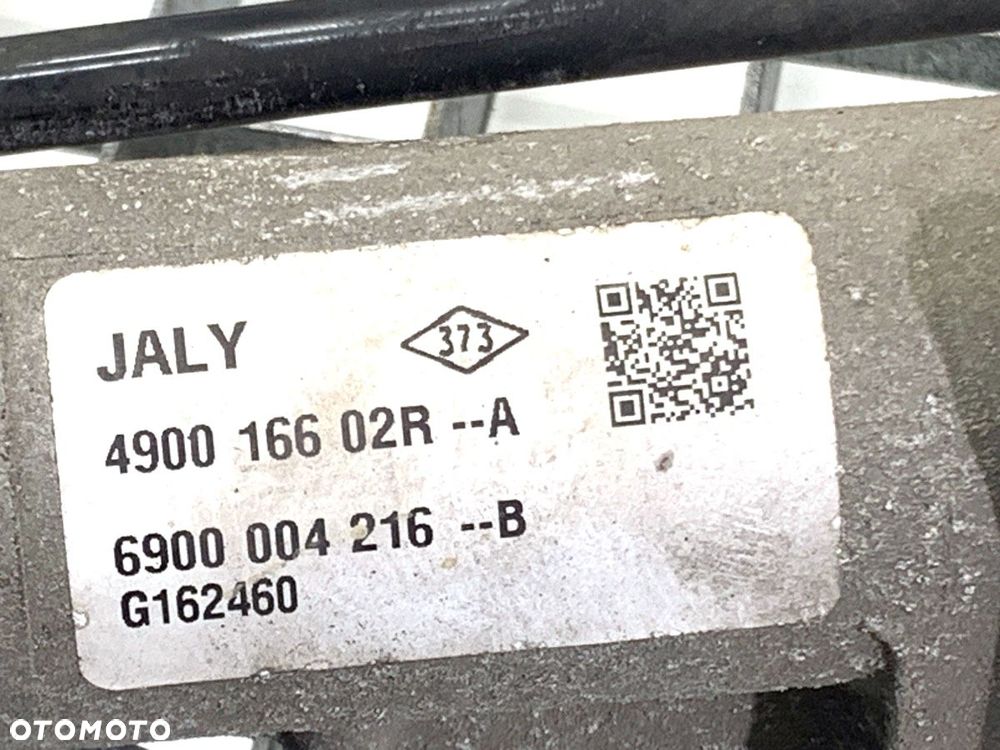 JALY
373
4900 166 02R --A
6900 004 216 --B
G162460
OTOMOTO